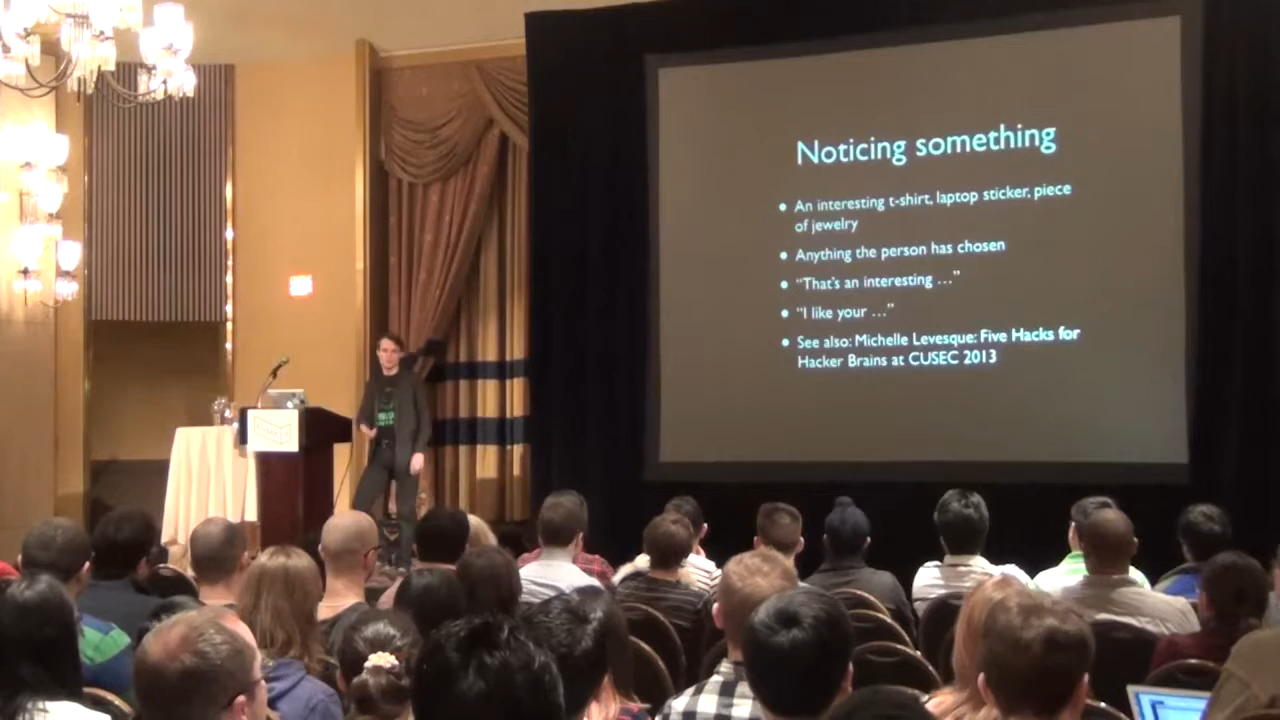 Noticing something
• An interesting t-shirt, laptop sticker, piece
of jewelry
• Anything the person has chosen
• “That’s an interesting …”
• “I like your …”
• See also: Michelle Levesque: Five Hacks for
Hacker Brains at CUSEC 2013